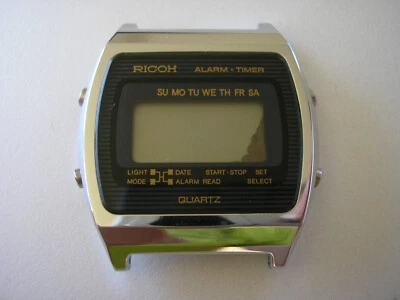 RICOH ALARM • TIMER
SU MO TU WE TH FR SA
LIGHT DATE START • STOP SET
MODE ALARM READ SELECT
QUARTZ